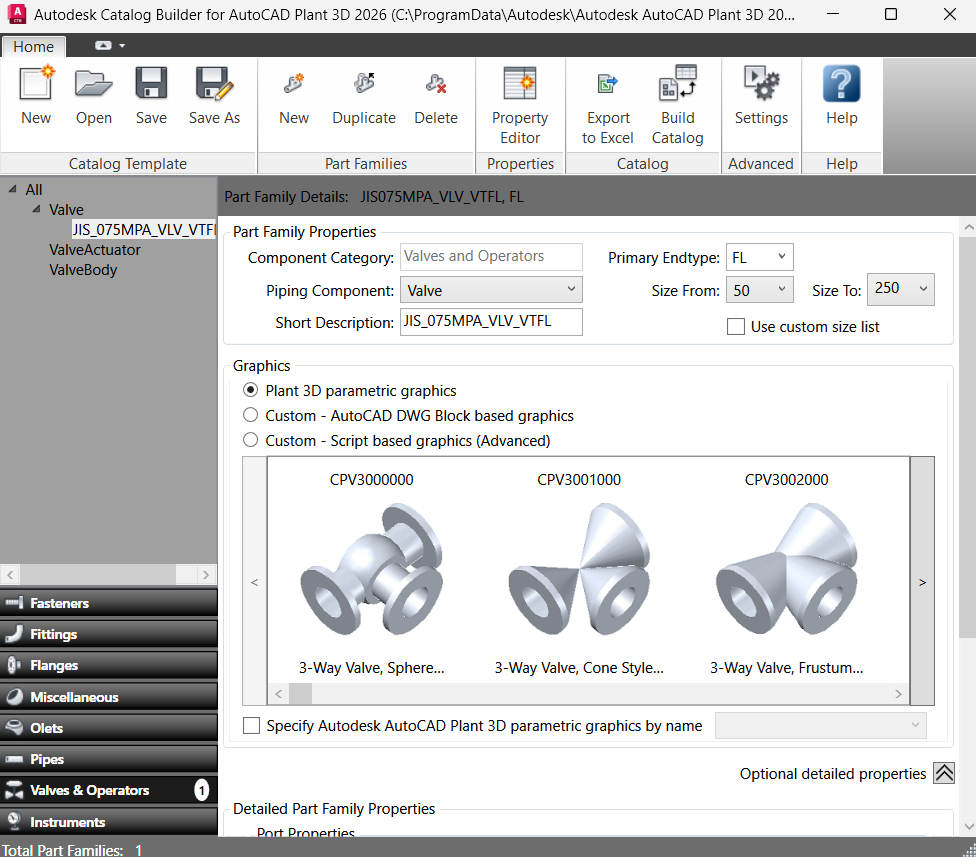 Autodesk Catalog Builder for AutoCAD Plant 3D 2026 (C:\ProgramData\Autodesk\Autodesk AutoCAD Plant 3D 20...
Home
New
Open
Save
Save As
New
Duplicate
Delete
Property Editor
Export to Excel
Build Catalog
Settings
Help
Catalog Template
Part Families
Properties
Catalog
Advanced
Help
All
Valve
JIS_075MPA_VLV_VTFL
ValveActuator
ValveBody
Fasteners
Fittings
Flanges
Miscellaneous
Olets
Pipes
Valves & Operators 1
Instruments
Total Part Families: 1
Part Family Details: JIS075MPA_VLV_VTFL, FL
Part Family Properties
Component Category: Valves and Operators
Primary Endtype: FL
Piping Component: Valve
Size From: 50
Size To: 250
Short Description: JIS_075MPA_VLV_VTFL
Use custom size list
Graphics
Plant 3D parametric graphics
Custom - AutoCAD DWG Block based graphics
Custom - Script based graphics (Advanced)
CPV3000000
CPV3001000
CPV3002000
<
>
3-Way Valve, Sphere...
3-Way Valve, Cone Style...
3-Way Valve, Frustum...
Specify Autodesk AutoCAD Plant 3D parametric graphics by name
Optional detailed properties
Detailed Part Family Properties
Port Properties